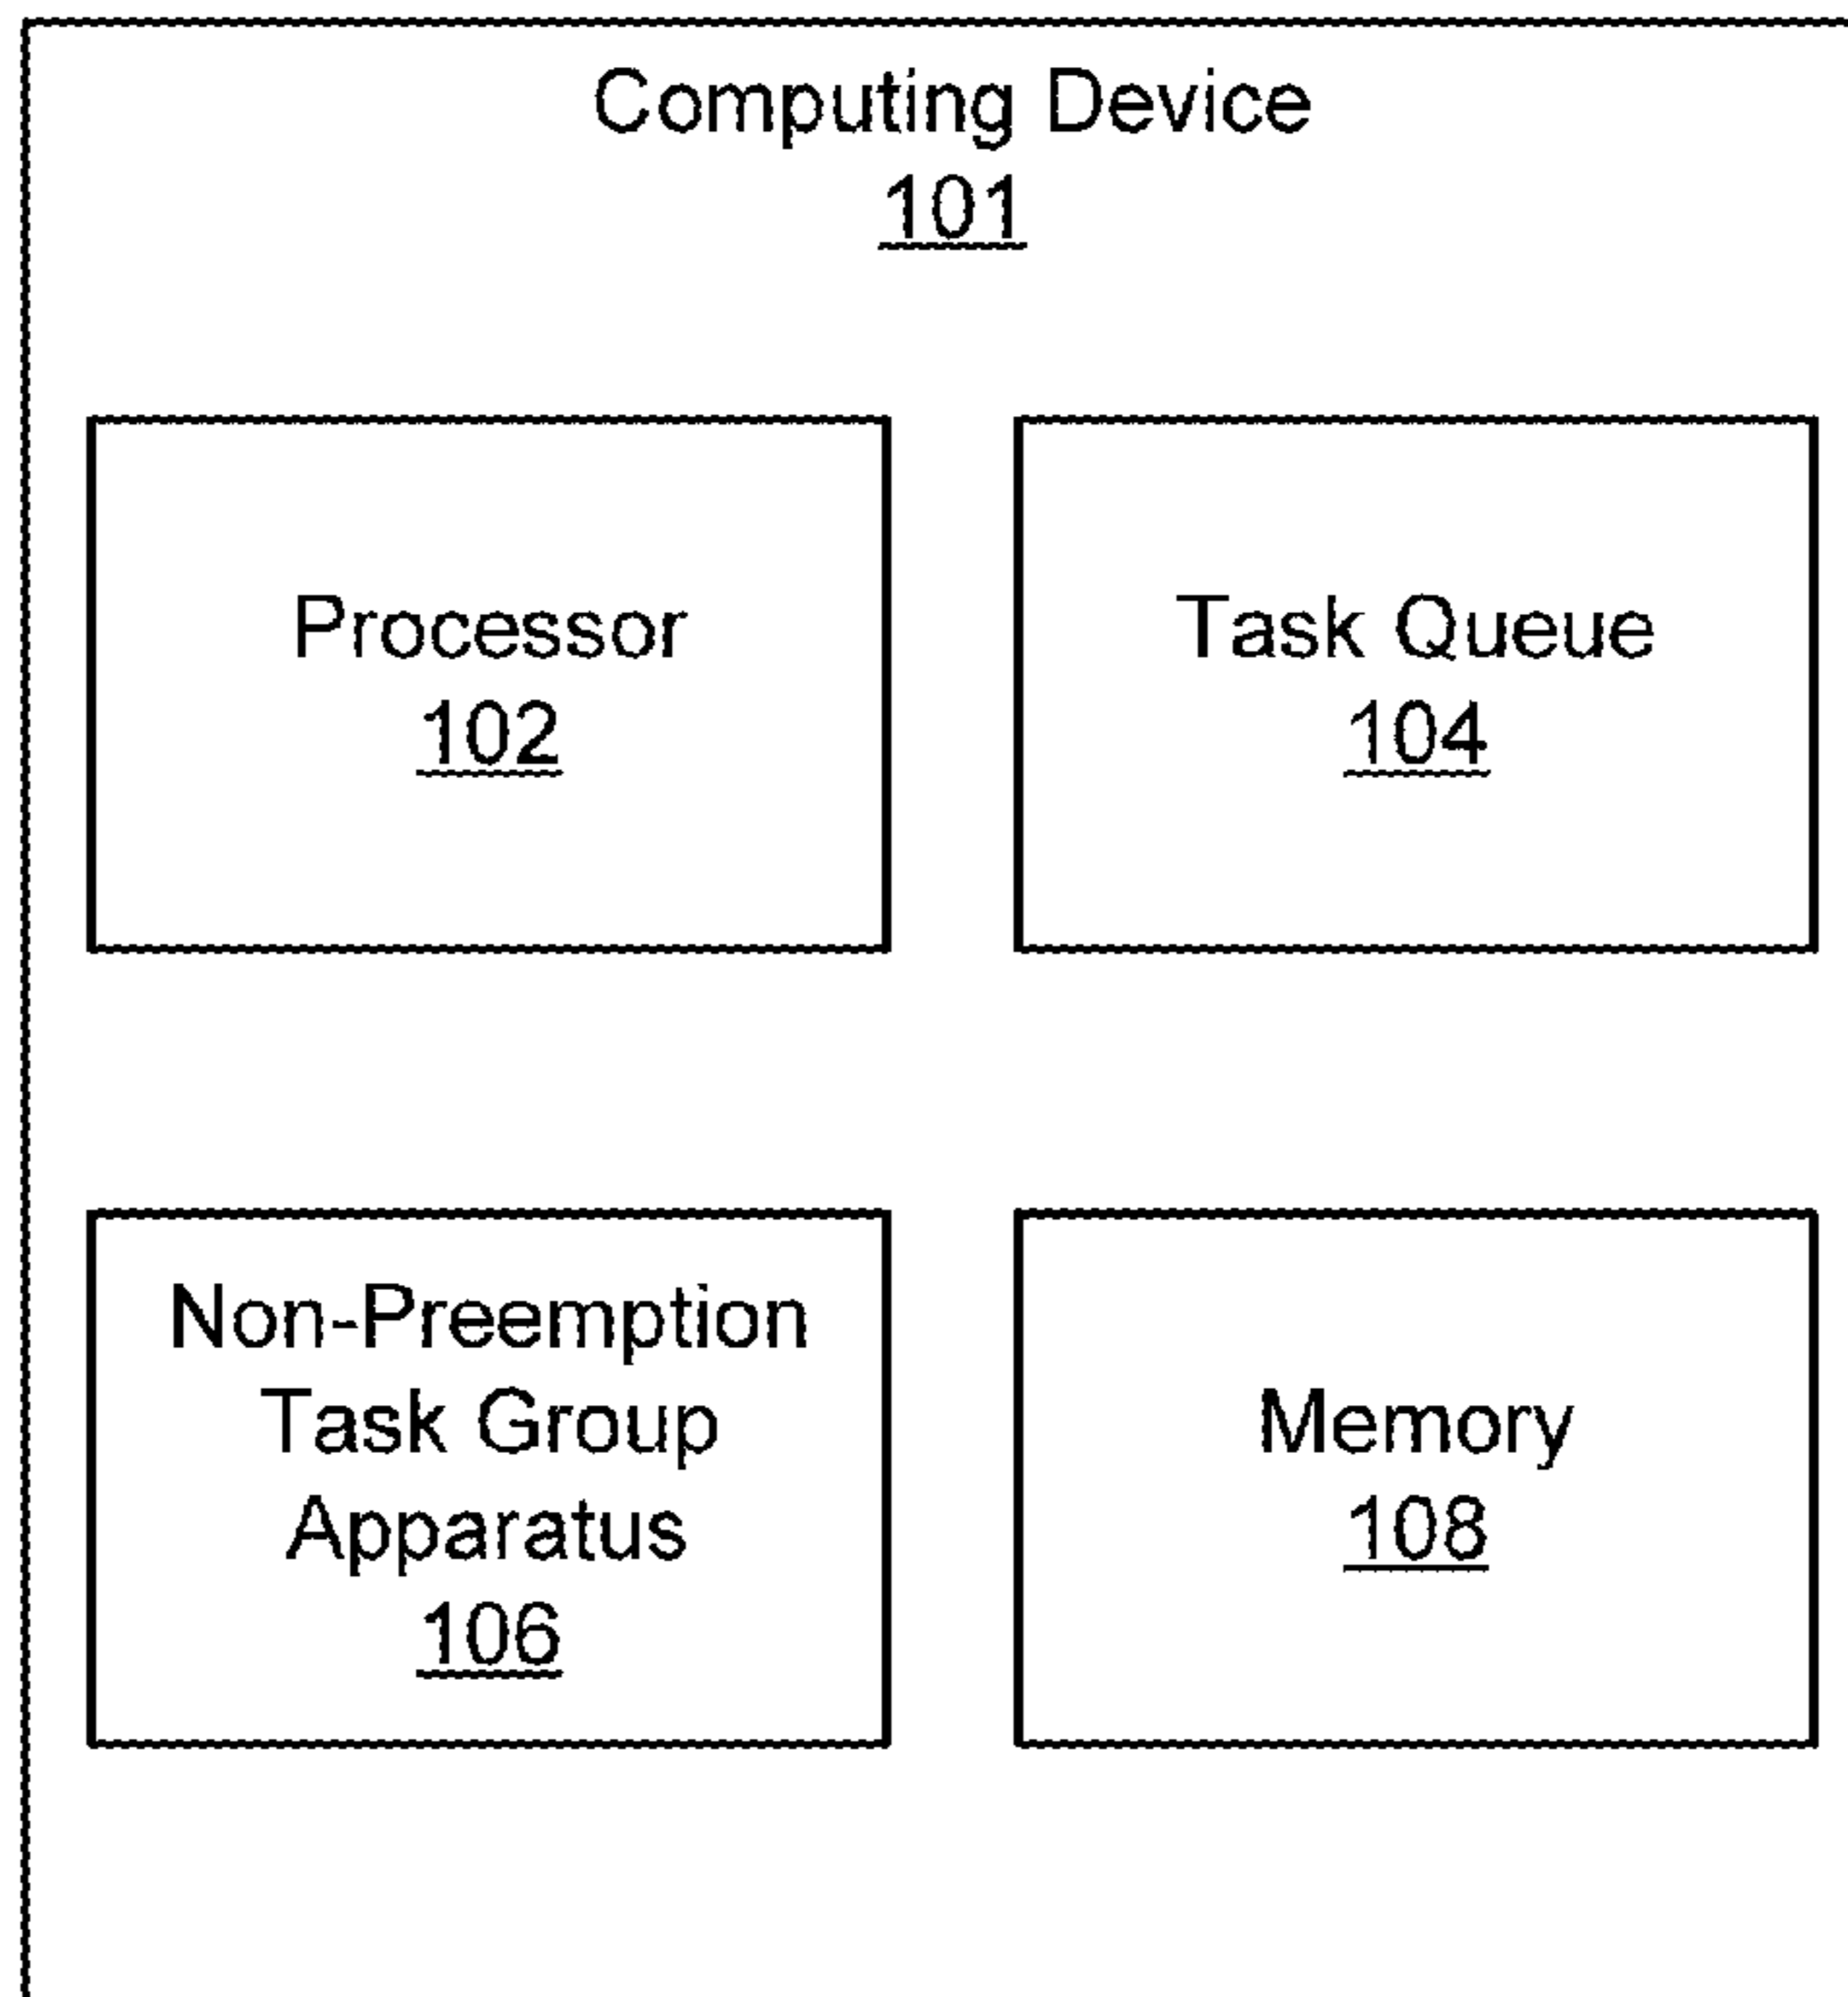 Computing Device
101
Processor
102
Task Queue
104
Non-Preemption
Task Group
Apparatus
106
Memory
108